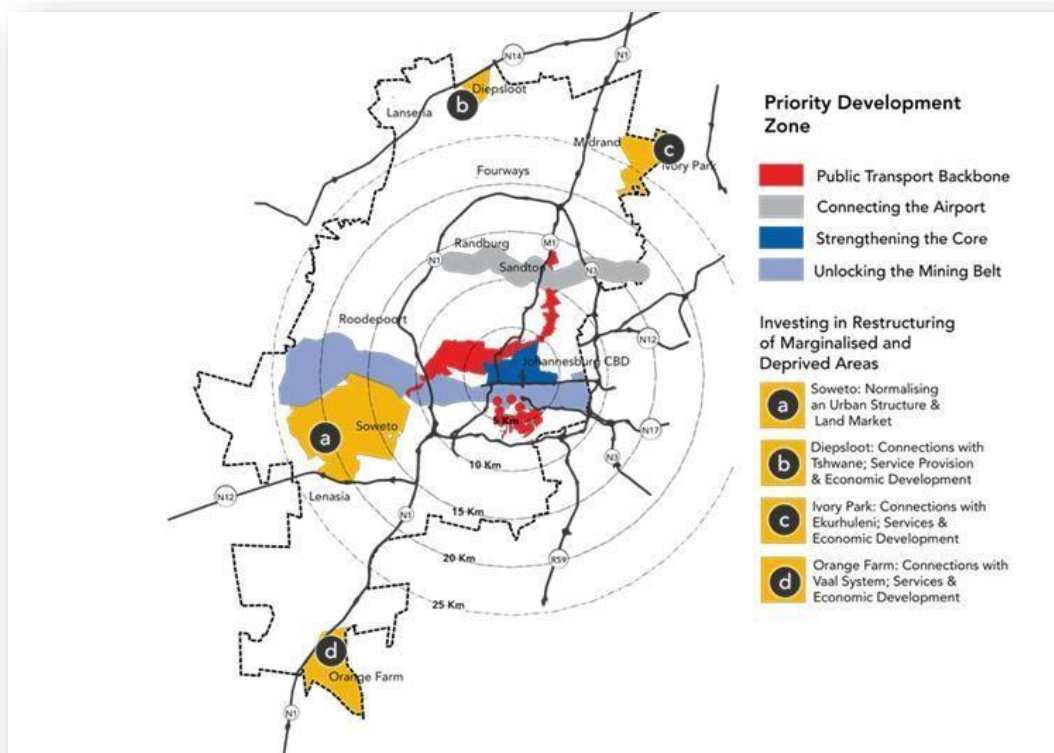 N14
N1
Diepsloot
b
Lanseria
Midrand
c
Ivory Park
Fourways
M1
Randburg
N1
Sandton
N3
Roodepoort
N12
Johannesburg CBD
Soweto
a
5 Km
N17
N3
10 Km
N12
Lenasia
N1
15 Km
20 Km
R59
25 Km
d
Orange Farm
N1
Priority Development
Zone
Public Transport Backbone
Connecting the Airport
Strengthening the Core
Unlocking the Mining Belt
Investing in Restructuring
of Marginalised and
Deprived Areas
a
Soweto: Normalising
an Urban Structure &
Land Market
b
Diepsloot: Connections with
Tshwane; Service Provision
& Economic Development
c
Ivory Park: Connections with
Ekurhuleni; Services &
Economic Development
d
Orange Farm: Connections with
Vaal System; Services &
Economic Development